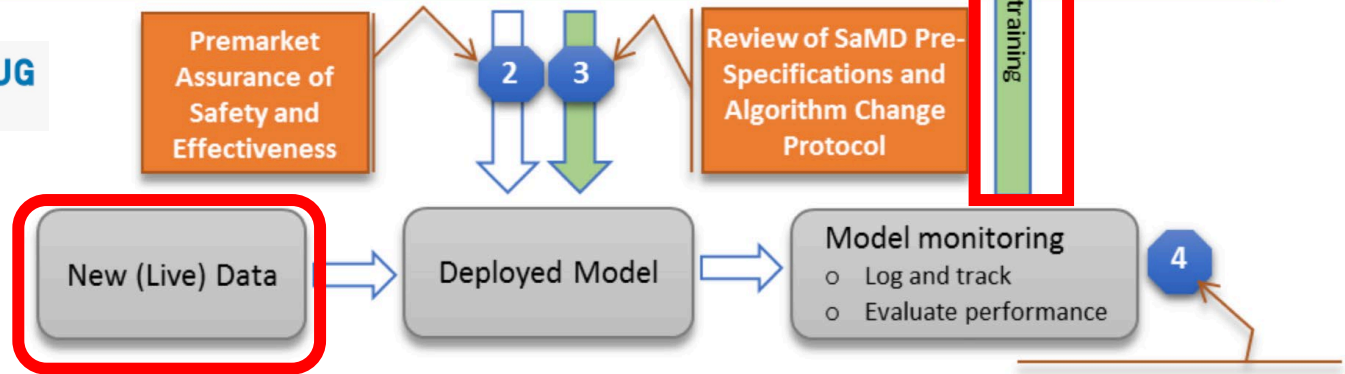 UG
Premarket
Assurance of
Safety and
Effectiveness
2
3
Review of SaMD Pre-
Specifications and
Algorithm Change
Protocol
training
New (Live) Data
Deployed Model
Model monitoring
o Log and track
o Evaluate performance
4